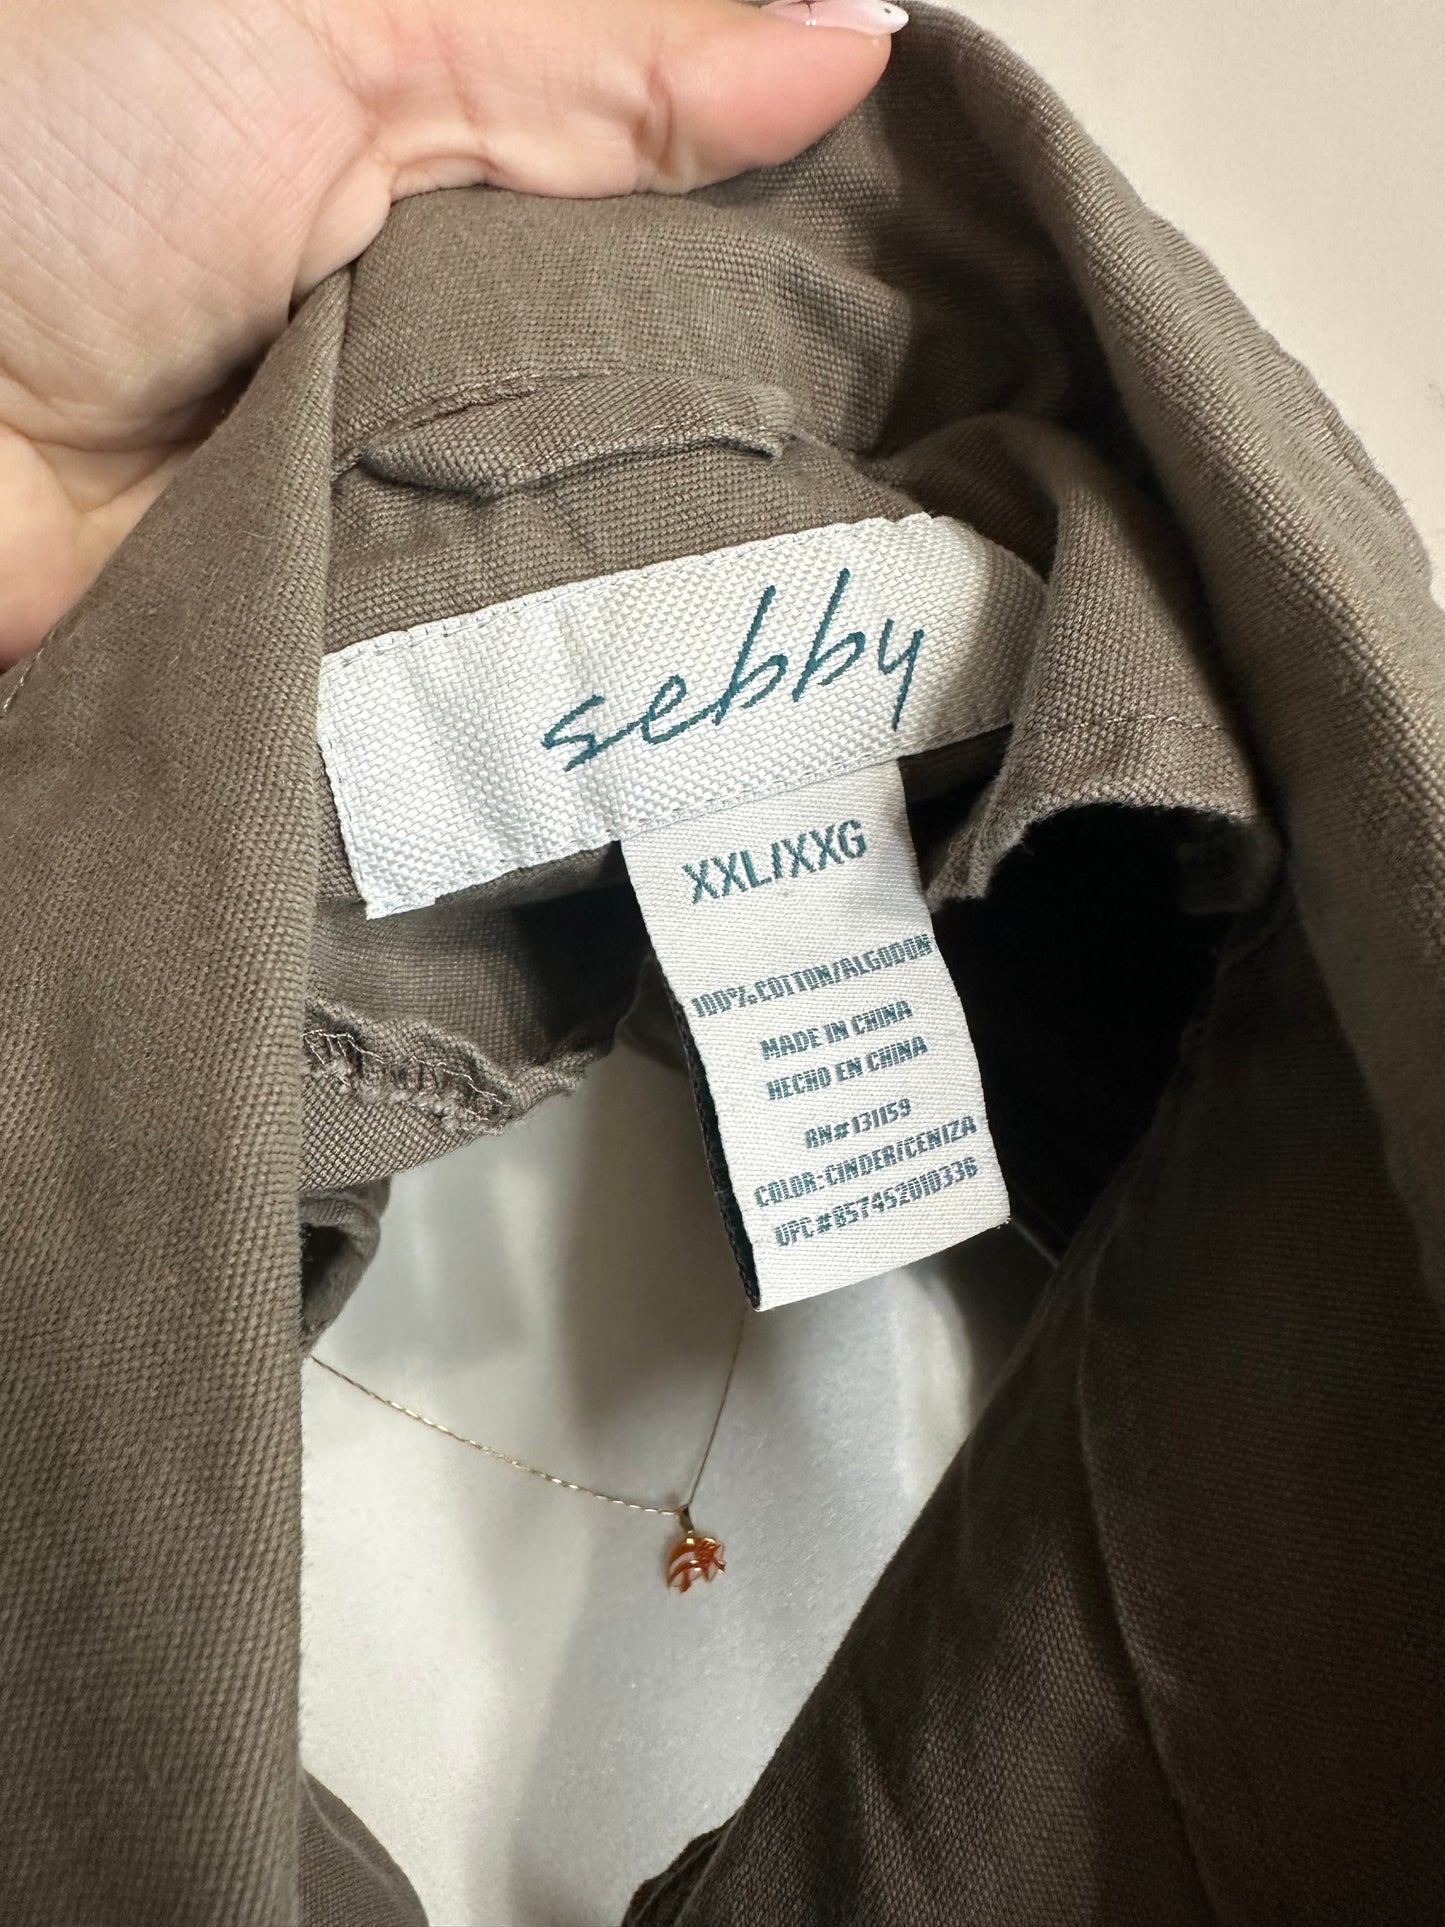 sebby
XXL/XXG
100% COTTON/ALGODON
MADE IN CHINA
HECHO EN CHINA
RN# 131159
COLOR: CINDER/CENIZA
UPC # 857452010336